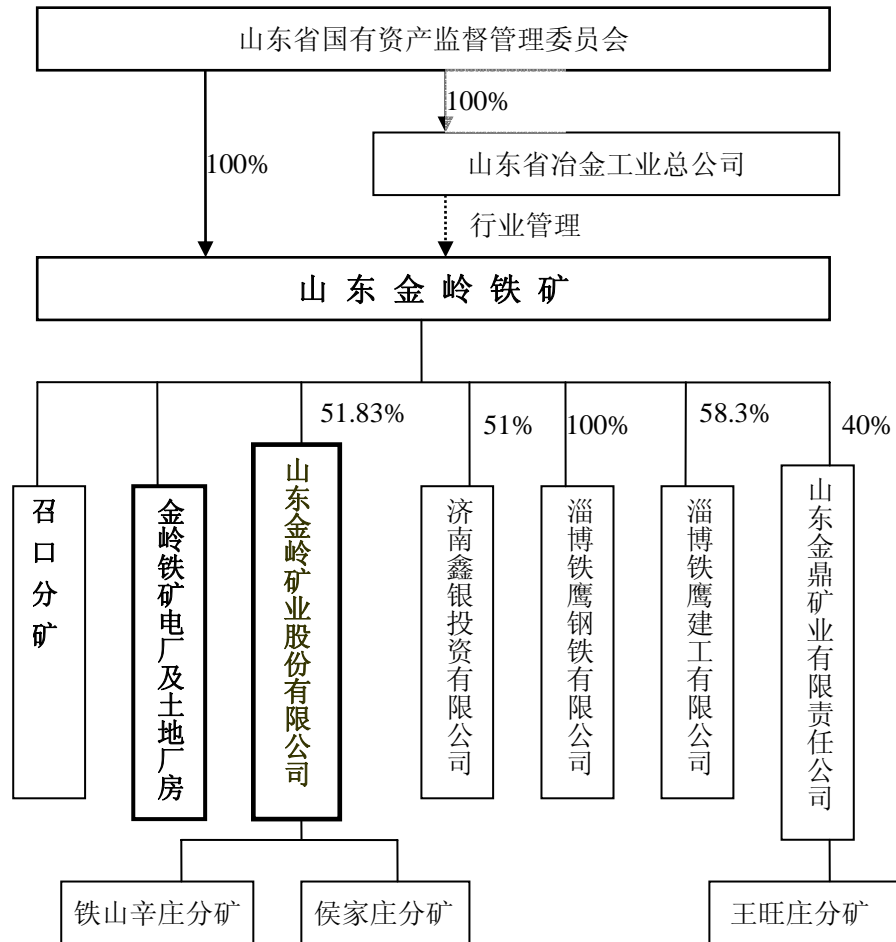 山东省国有资产监督管理委员会
100%
山东省冶金工业总公司
100%
行业管理
山 东 金 岭 铁 矿
51.83%
51%
100%
58.3%
40%
召口分矿
金岭铁矿电厂及土地厂房
山东金岭矿业股份有限公司
济南鑫银投资有限公司
淄博铁鹰钢铁有限公司
淄博铁鹰建工有限公司
山东金鼎矿业有限责任公司
铁山辛庄分矿
侯家庄分矿
王旺庄分矿